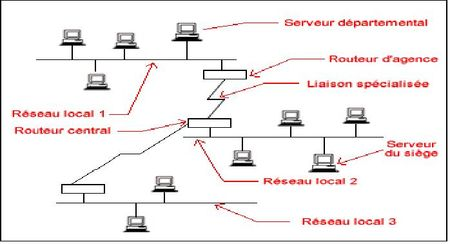 Serveur départemental
Routeur d'agence
Liaison spécialisée
Réseau local 1
Routeur central
Serveur
du siège
Réseau local 2
Réseau local 3